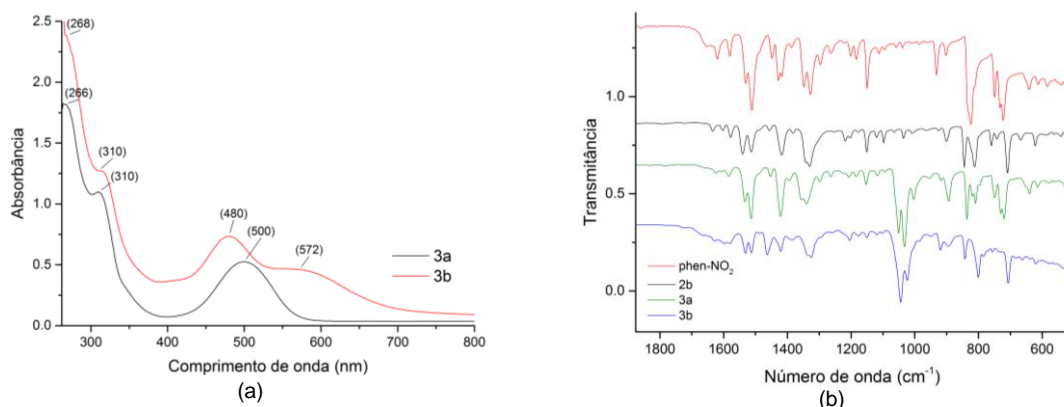 2.5
2.0
1.5
1.0
0.5
0.0
Absorbância
(268)
(266)
(310)
(310)
(480)
(500)
(572)
3a
3b
300 400 500 600 700 800
Comprimento de onda (nm)
(a)
1.0
0.5
0.0
Transmitância
phen-NO₂
2b
3a
3b
1800 1600 1400 1200 1000 800 600
Número de onda (cm⁻¹)
(b)